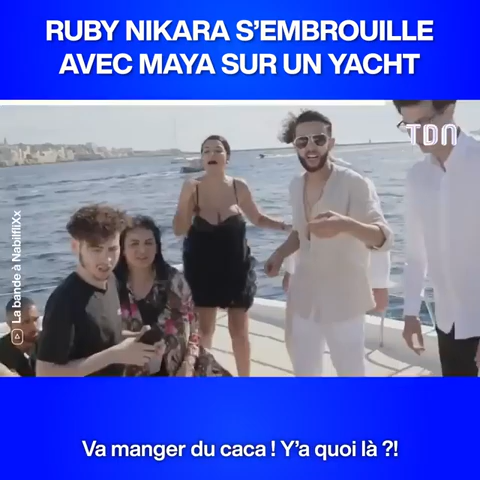 RUBY NIKARA S’EMBROUILLE
AVEC MAYA SUR UN YACHT
TDN
La bande à NabilfliXx
Va manger du caca ! Y’a quoi là ?!